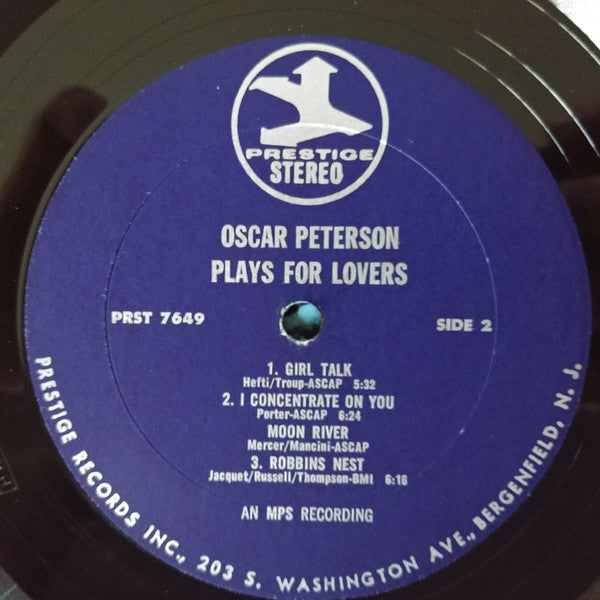 PRESTIGE
STEREO
OSCAR PETERSON
PLAYS FOR LOVERS
PRST 7649
SIDE 2
1. GIRL TALK
Hefti/Troup-ASCAP 5:32
2. I CONCENTRATE ON YOU
Porter-ASCAP 6:24
MOON RIVER
Mercer/Mancini-ASCAP
3. ROBBINS NEST
Jacquet/Russell/Thompson-BMI 6:16
AN MPS RECORDING
PRESTIGE RECORDS INC., 203 S. WASHINGTON AVE., BERGENFIELD, N. J.